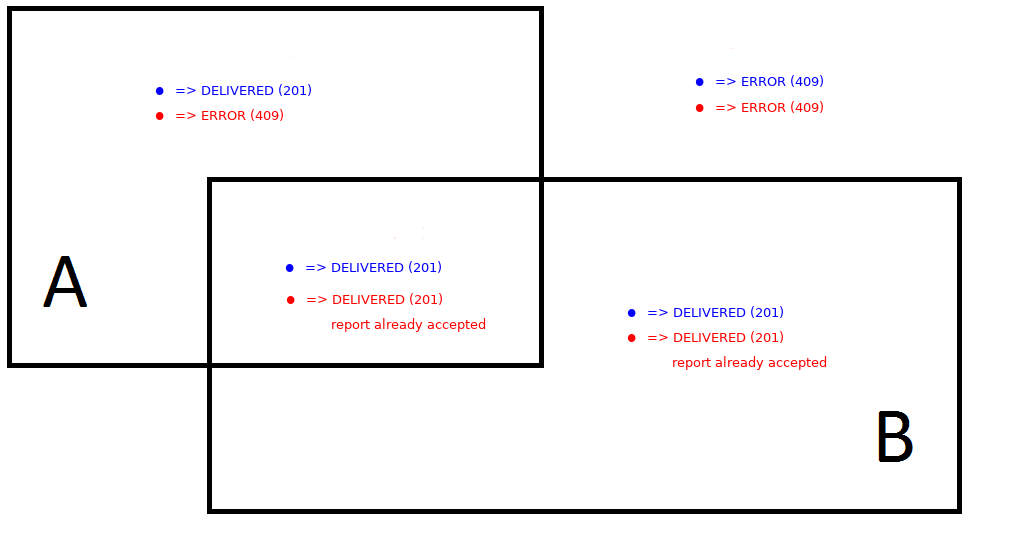 => DELIVERED (201)
=> ERROR (409)
=> ERROR (409)
=> ERROR (409)
A
=> DELIVERED (201)
=> DELIVERED (201)
report already accepted
=> DELIVERED (201)
=> DELIVERED (201)
report already accepted
B